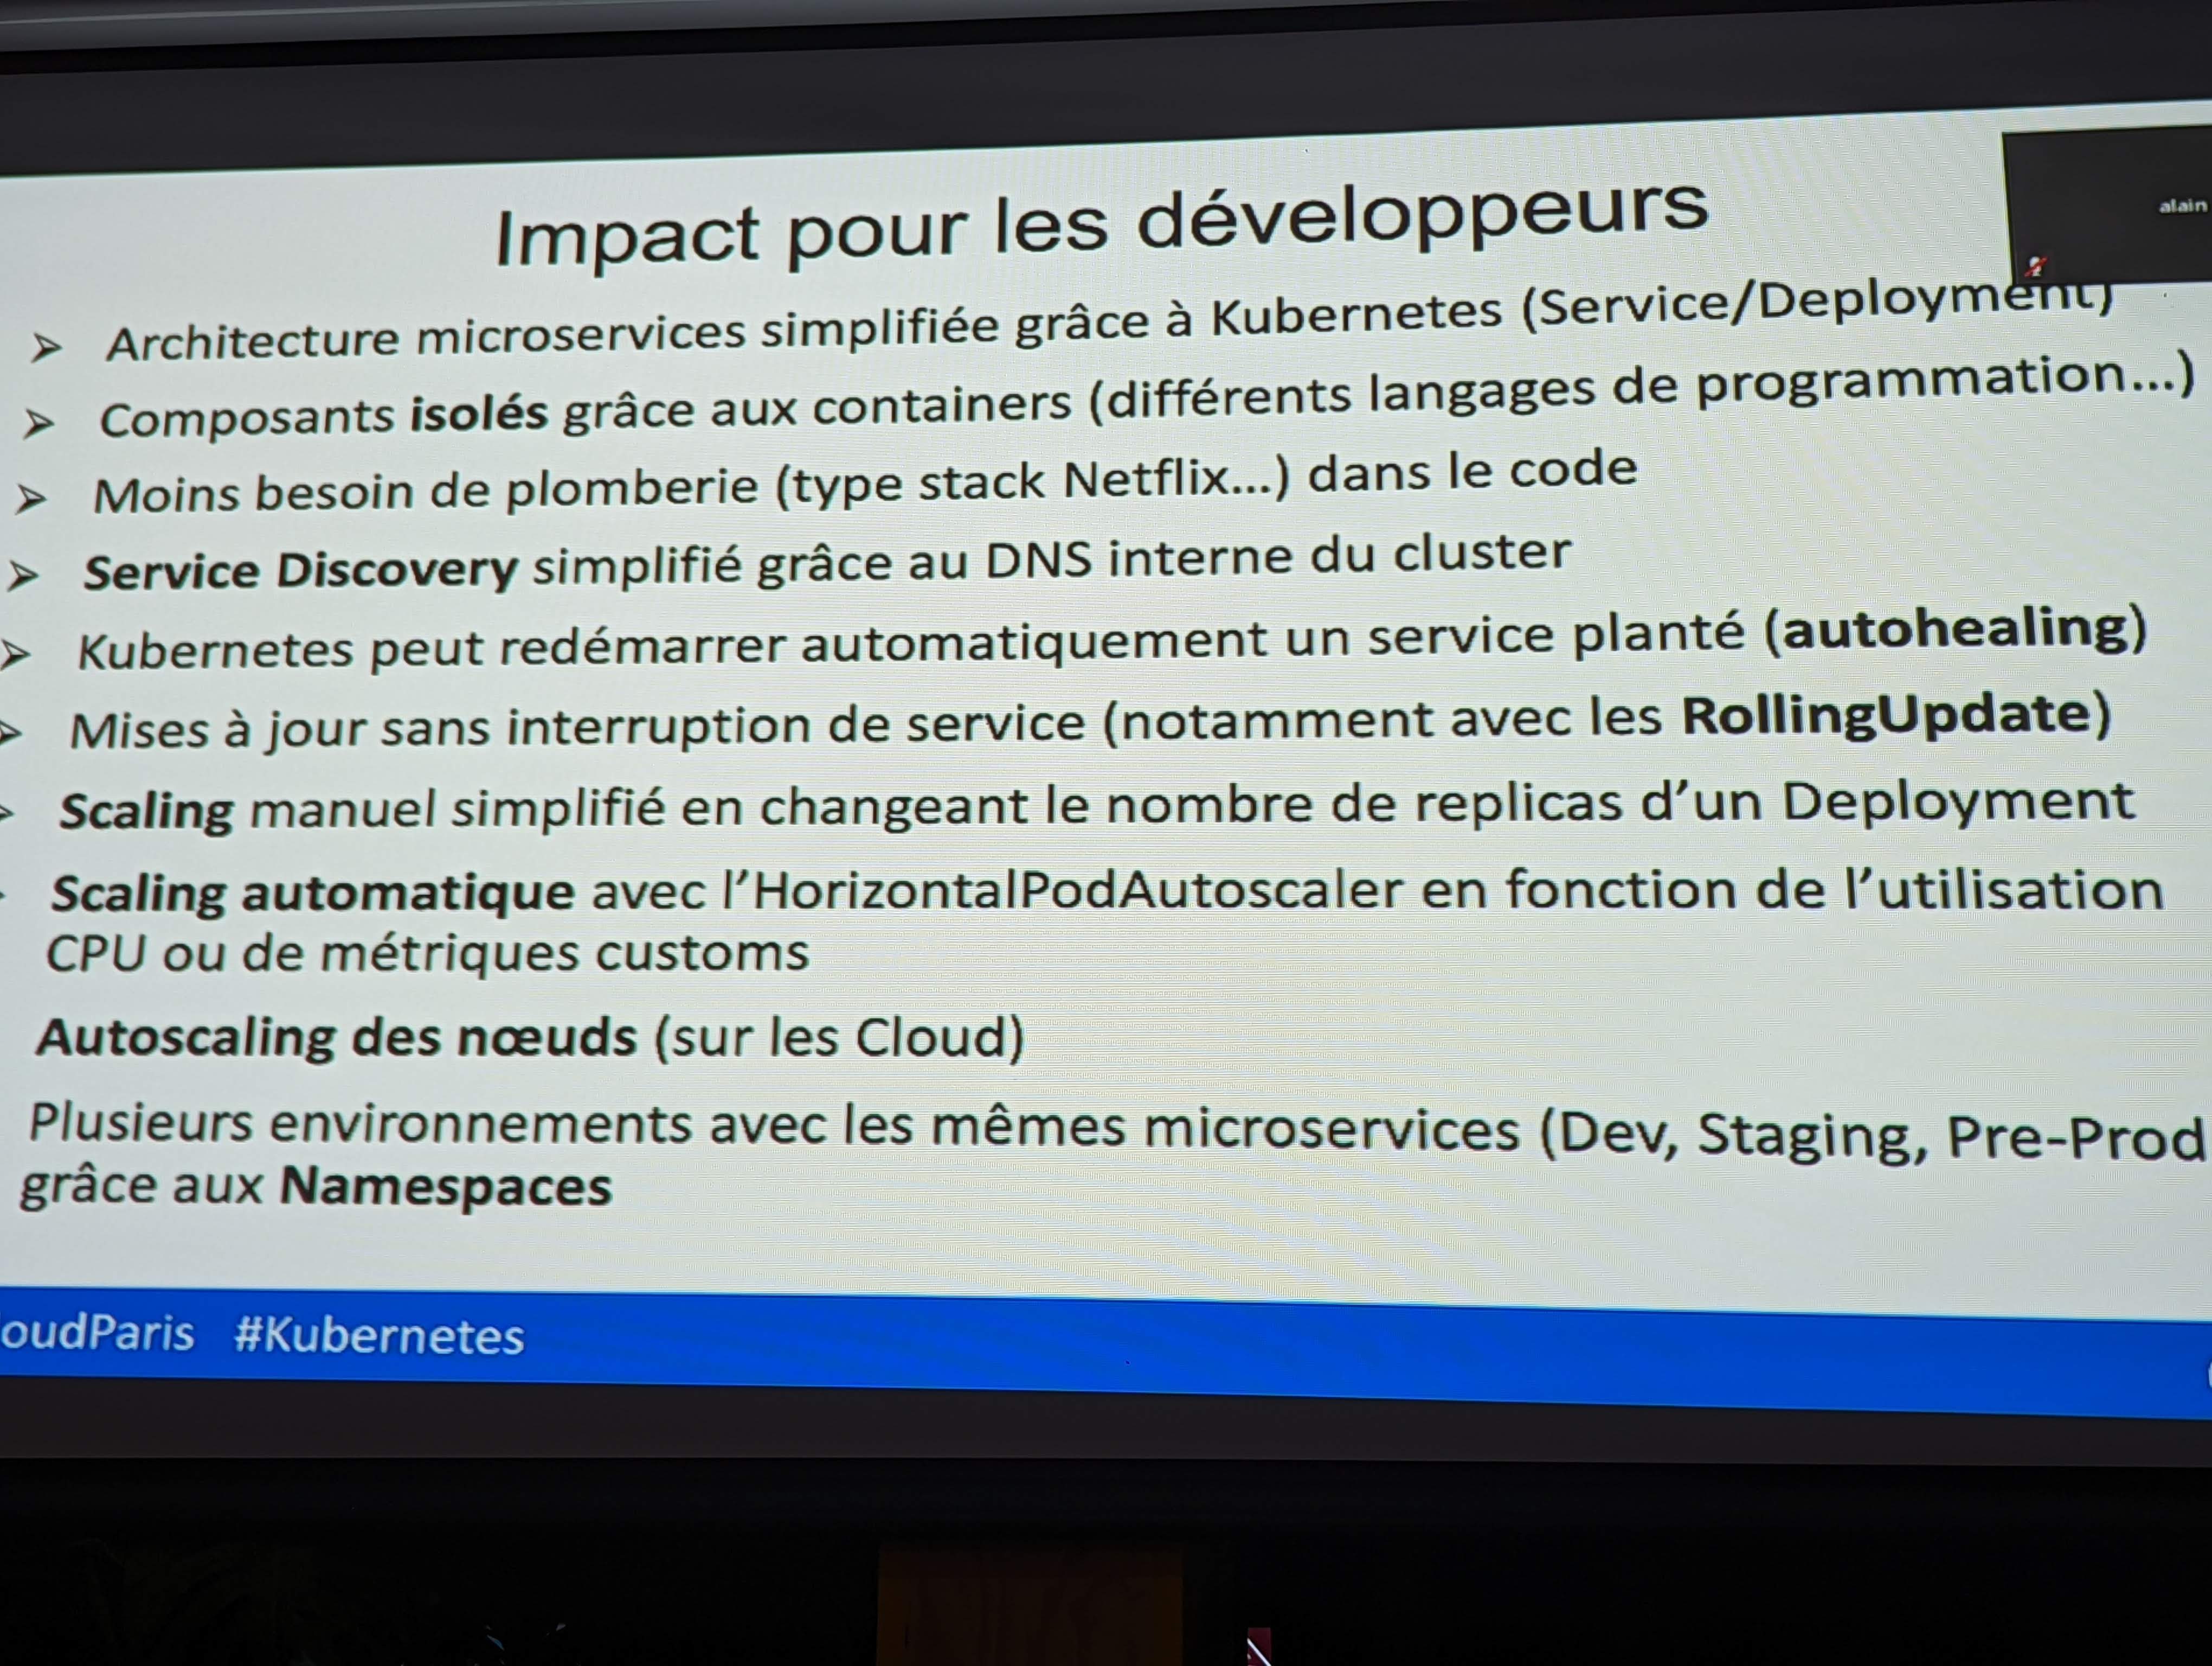 Impact pour les développeurs
alain
➢ Architecture microservices simplifiée grâce à Kubernetes (Service/Deployment)
➢ Composants isolés grâce aux containers (différents langages de programmation...)
➢ Moins besoin de plomberie (type stack Netflix...) dans le code
➢ Service Discovery simplifié grâce au DNS interne du cluster
➢ Kubernetes peut redémarrer automatiquement un service planté (autohealing)
➢ Mises à jour sans interruption de service (notamment avec les RollingUpdate)
➢ Scaling manuel simplifié en changeant le nombre de replicas d'un Deployment
➢ Scaling automatique avec l'HorizontalPodAutoscaler en fonction de l'utilisation
CPU ou de métriques customs
Autoscaling des nœuds (sur les Cloud)
Plusieurs environnements avec les mêmes microservices (Dev, Staging, Pre-Prod
grâce aux Namespaces
oudParis #Kubernetes